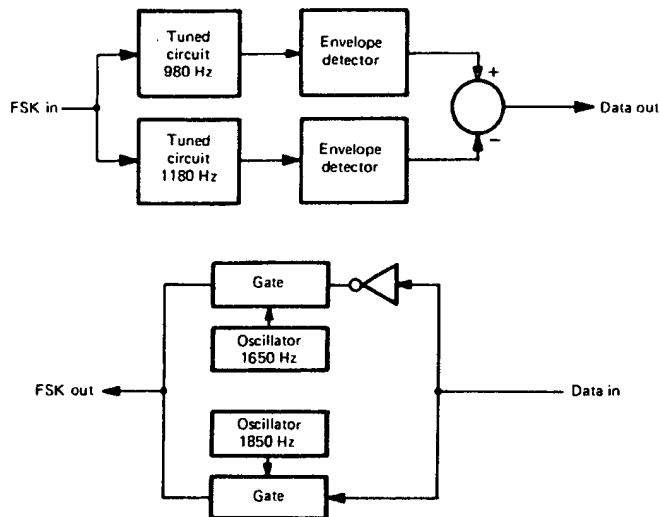 Tuned
circuit
980 Hz
Envelope
detector
+
FSK in
Data out
Tuned
circuit
1180 Hz
Envelope
detector
−
Gate
Oscillator
1650 Hz
FSK out
Data in
Oscillator
1850 Hz
Gate